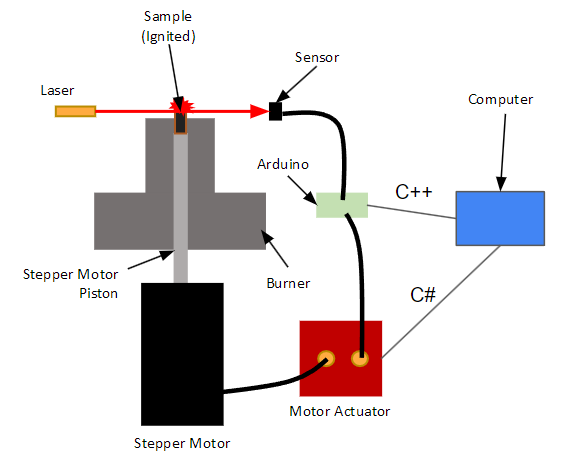 Sample
(Ignited)
Sensor
Laser
Computer
Arduino
C++
Stepper Motor
Piston
Burner
C#
Motor Actuator
Stepper Motor